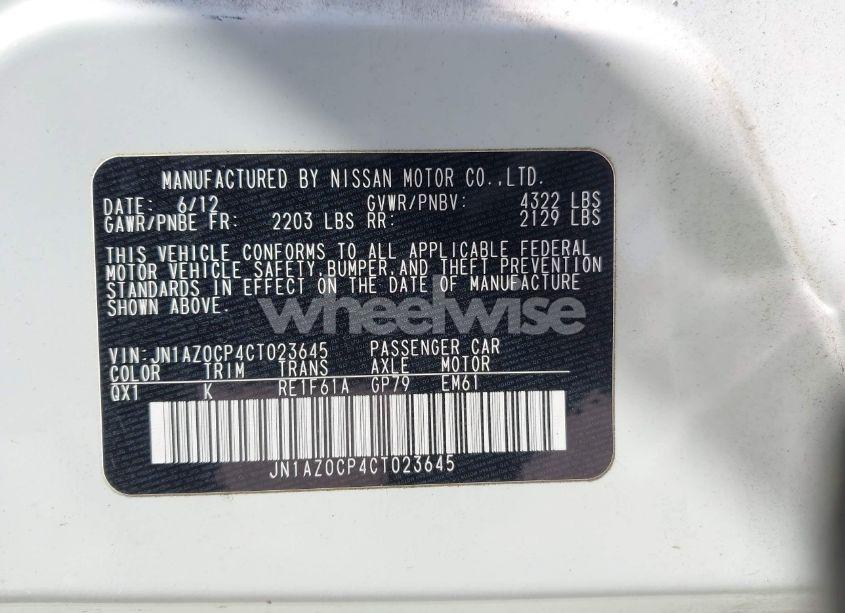 MANUFACTURED BY NISSAN MOTOR CO.,LTD.
DATE: 6/12 GVWR/PNBV: 4322 LBS
GAWR/PNBE FR: 2203 LBS RR: 2129 LBS
THIS VEHICLE CONFORMS TO ALL APPLICABLE FEDERAL
MOTOR VEHICLE SAFETY,BUMPER,AND THEFT PREVENTION
STANDARDS IN EFFECT ON THE DATE OF MANUFACTURE
SHOWN ABOVE.
wheelwise
VIN:JN1AZ0CP4CT023645 PASSENGER CAR
COLOR TRIM TRANS AXLE MOTOR
QX1 K RE1F61A GP79 EM61
JN1AZ0CP4CT023645